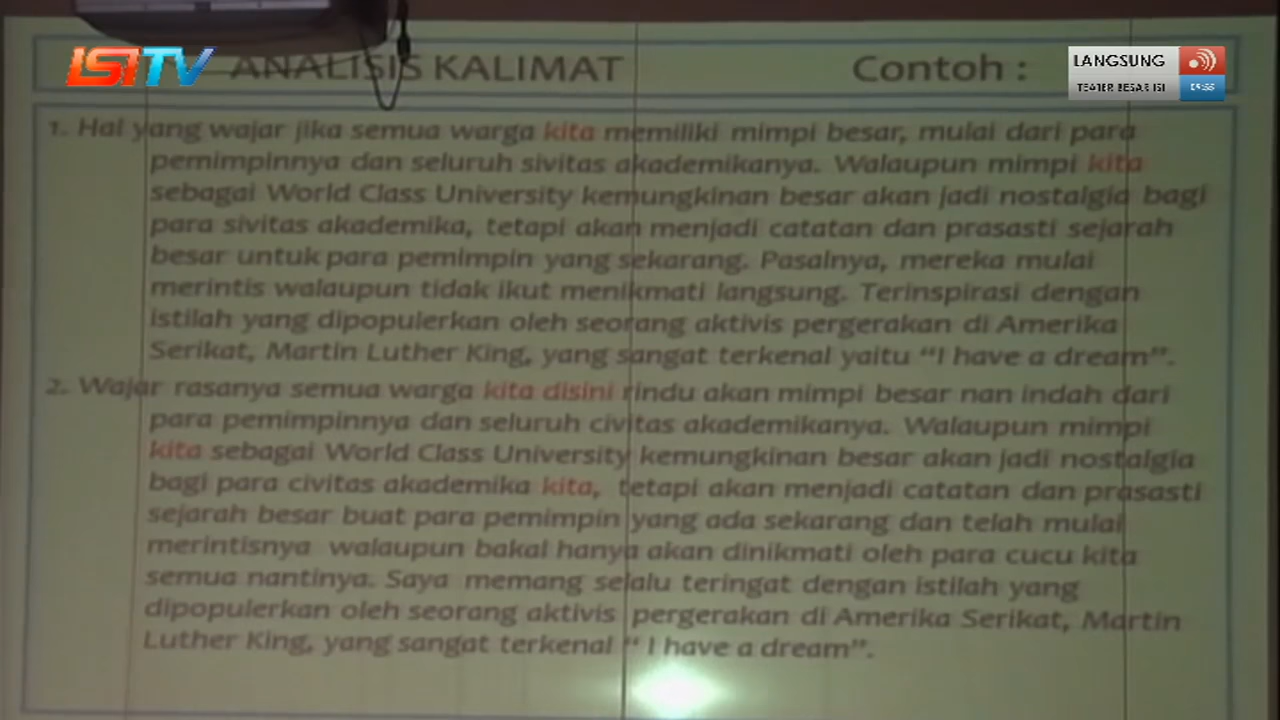 ISI TV
LANGSUNG
TEATER BESAR ISI
ANALISIS KALIMAT Contoh :
1. Hal yang wajar jika semua warga kita memiliki mimpi besar, mulai dari para
pemimpinnya dan seluruh sivitas akademikanya. Walaupun mimpi kita
sebagai World Class University kemungkinan besar akan jadi nostalgia bagi
para sivitas akademika, tetapi akan menjadi catatan dan prasasti sejarah
besar untuk para pemimpin yang sekarang. Pasalnya, mereka mulai
merintis walaupun tidak ikut menikmati langsung. Terinspirasi dengan
istilah yang dipopulerkan oleh seorang aktivis pergerakan di Amerika
Serikat, Martin Luther King, yang sangat terkenal yaitu “I have a dream”.
2. Wajar rasanya semua warga kita disini rindu akan mimpi besar nan indah dari
para pemimpinnya dan seluruh civitas akademikanya. Walaupun mimpi
kita sebagai World Class University kemungkinan besar akan jadi nostalgia
bagi para civitas akademika kita, tetapi akan menjadi catatan dan prasasti
sejarah besar buat para pemimpin yang ada sekarang dan telah mulai
merintisnya walaupun bakal hanya akan dinikmati oleh para cucu kita
semua nantinya. Saya memang selalu teringat dengan istilah yang
dipopulerkan oleh seorang aktivis pergerakan di Amerika Serikat, Martin
Luther King, yang sangat terkenal “ I have a dream”.